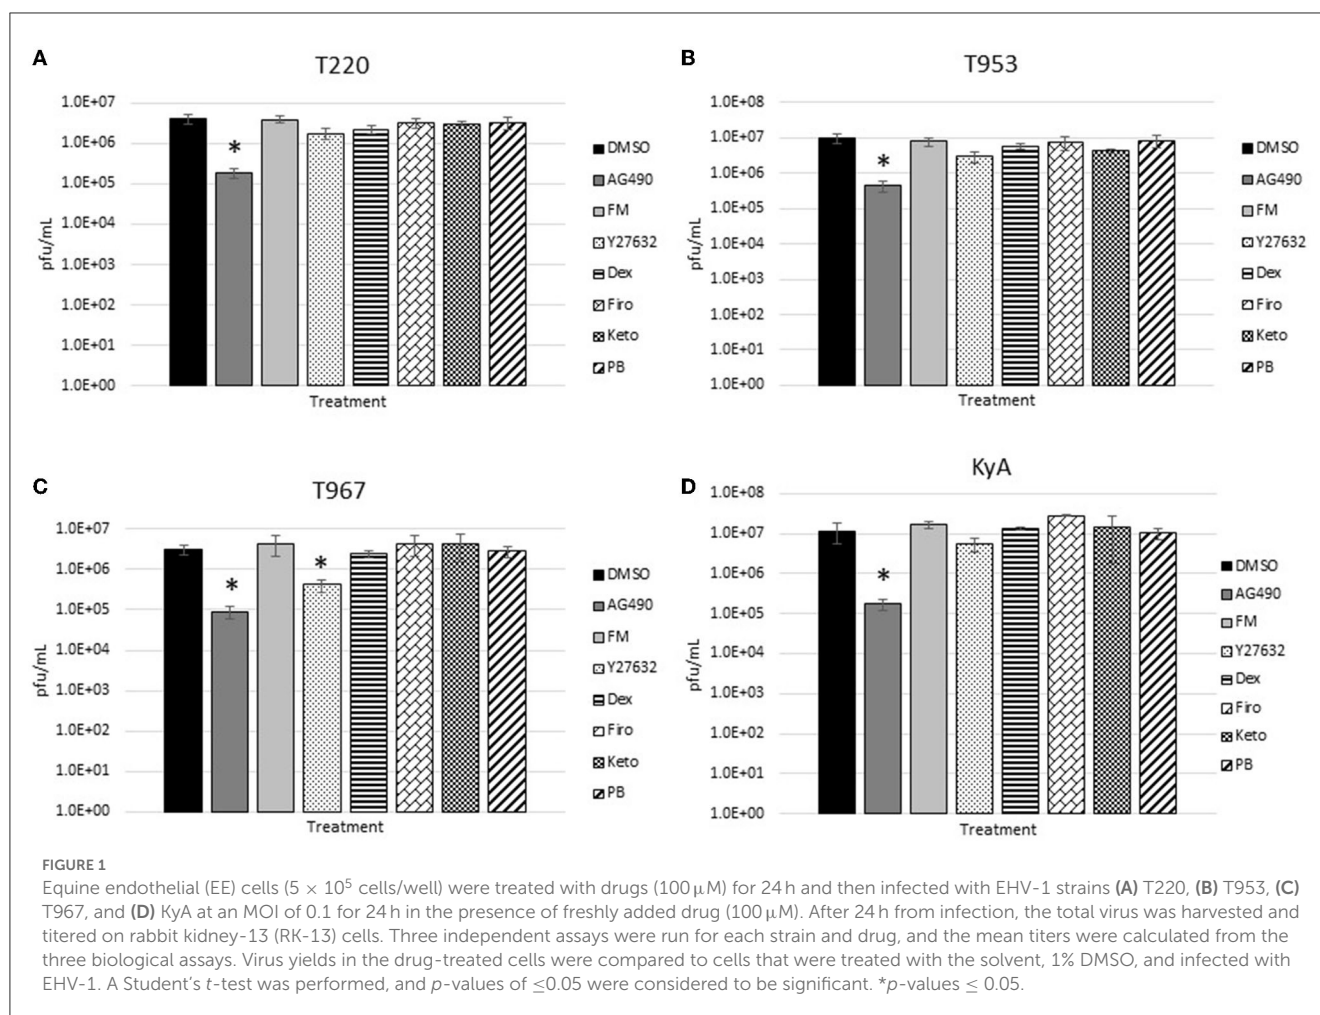 A
T220
1.0E+07
1.0E+06
1.0E+05
1.0E+04
1.0E+03
1.0E+02
1.0E+01
1.0E+00
pfu/mL
*
Treatment
DMSO
AG490
FM
Y27632
Dex
Firo
Keto
PB
B
T953
1.0E+08
1.0E+07
1.0E+06
1.0E+05
1.0E+04
1.0E+03
1.0E+02
1.0E+01
1.0E+00
pfu/mL
*
Treatment
DMSO
AG490
FM
Y27632
Dex
Firo
Keto
PB
C
T967
1.0E+07
1.0E+06
1.0E+05
1.0E+04
1.0E+03
1.0E+02
1.0E+01
1.0E+00
pfu/mL
*
*
Treatment
DMSO
AG490
FM
Y27632
Dex
Firo
Keto
PB
D
KyA
1.0E+08
1.0E+07
1.0E+06
1.0E+05
1.0E+04
1.0E+03
1.0E+02
1.0E+01
1.0E+00
pfu/mL
*
Treatment
DMSO
AG490
FM
Y27632
Dex
Firo
Keto
PB
FIGURE 1
Equine endothelial (EE) cells (5 × 10⁵ cells/well) were treated with drugs (100 µM) for 24 h and then infected with EHV-1 strains (A) T220, (B) T953, (C)
T967, and (D) KyA at an MOI of 0.1 for 24 h in the presence of freshly added drug (100 µM). After 24 h from infection, the total virus was harvested and
titered on rabbit kidney-13 (RK-13) cells. Three independent assays were run for each strain and drug, and the mean titers were calculated from the
three biological assays. Virus yields in the drug-treated cells were compared to cells that were treated with the solvent, 1% DMSO, and infected with
EHV-1. A Student's t-test was performed, and p-values of ≤0.05 were considered to be significant. *p-values ≤ 0.05.